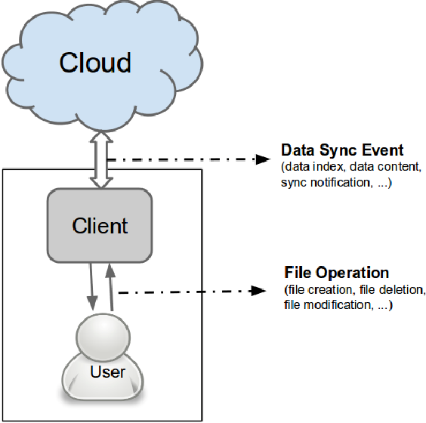 Cloud
Data Sync Event
(data index, data content,
sync notification, ...)
Client
File Operation
(file creation, file deletion,
file modification, ...)
User